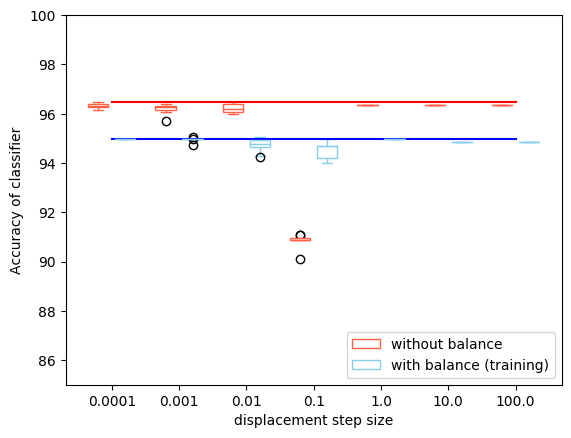 100
98
96
94
92
90
88
86
Accuracy of classifier
0.0001 0.001 0.01 0.1 1.0 10.0 100.0
displacement step size
without balance
with balance (training)